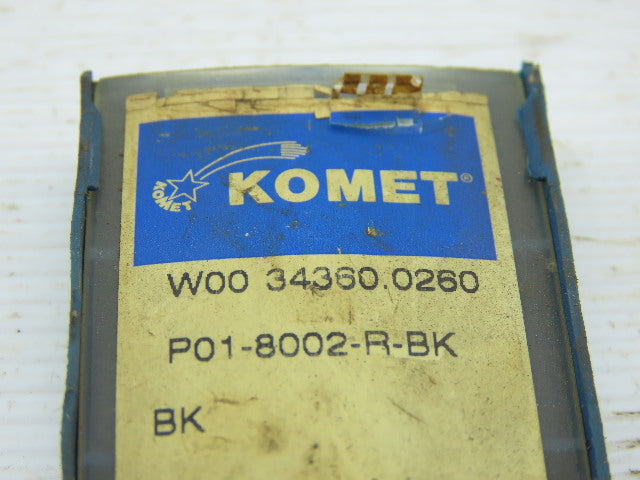 KOMET
KOMET®
W00 34360.0260
P01-8002-R-BK
BK